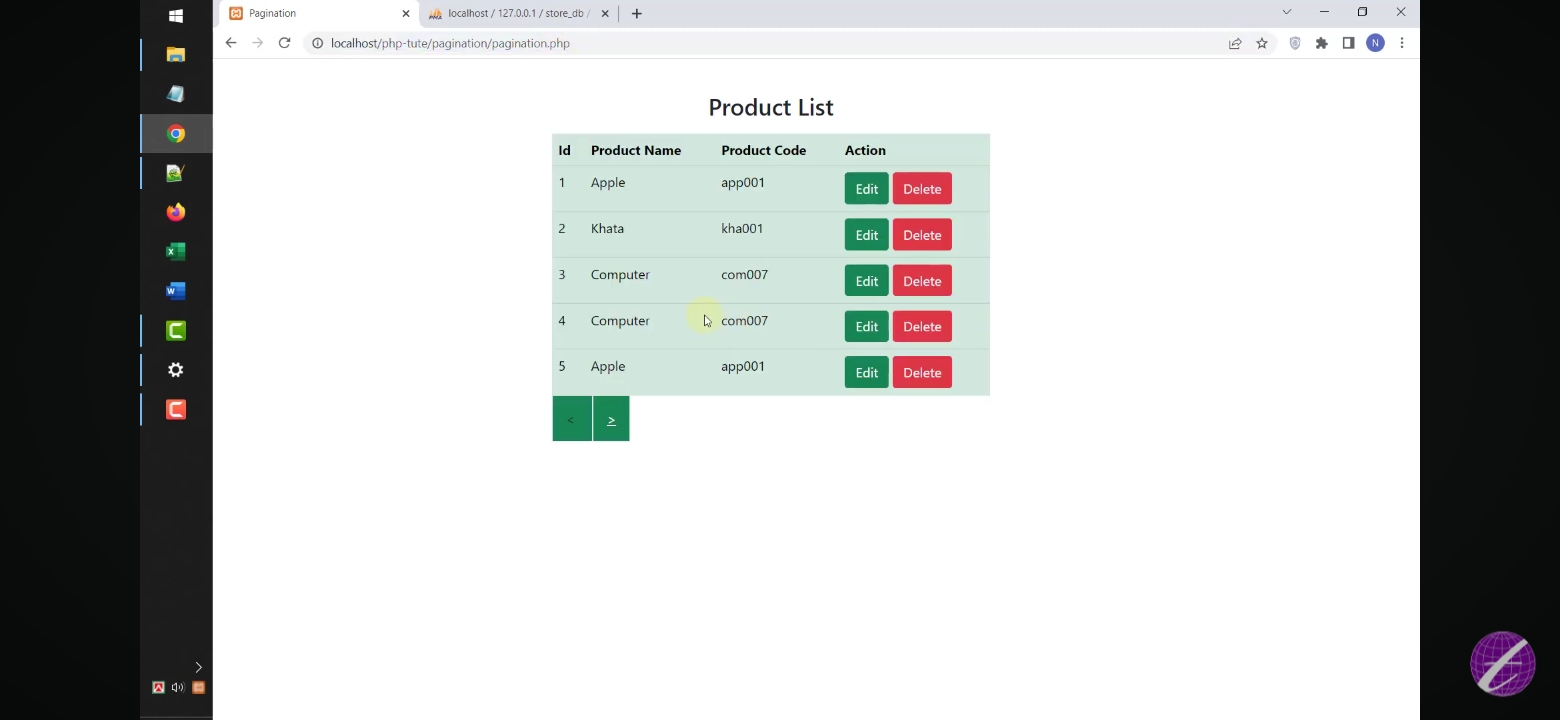 Pagination
localhost / 127.0.0.1 / store_db /
localhost/php-tute/pagination/pagination.php
N
Product List
Id Product Name Product Code Action
1 Apple app001 Edit Delete
2 Khata kha001 Edit Delete
3 Computer com007 Edit Delete
4 Computer com007 Edit Delete
5 Apple app001 Edit Delete
< >